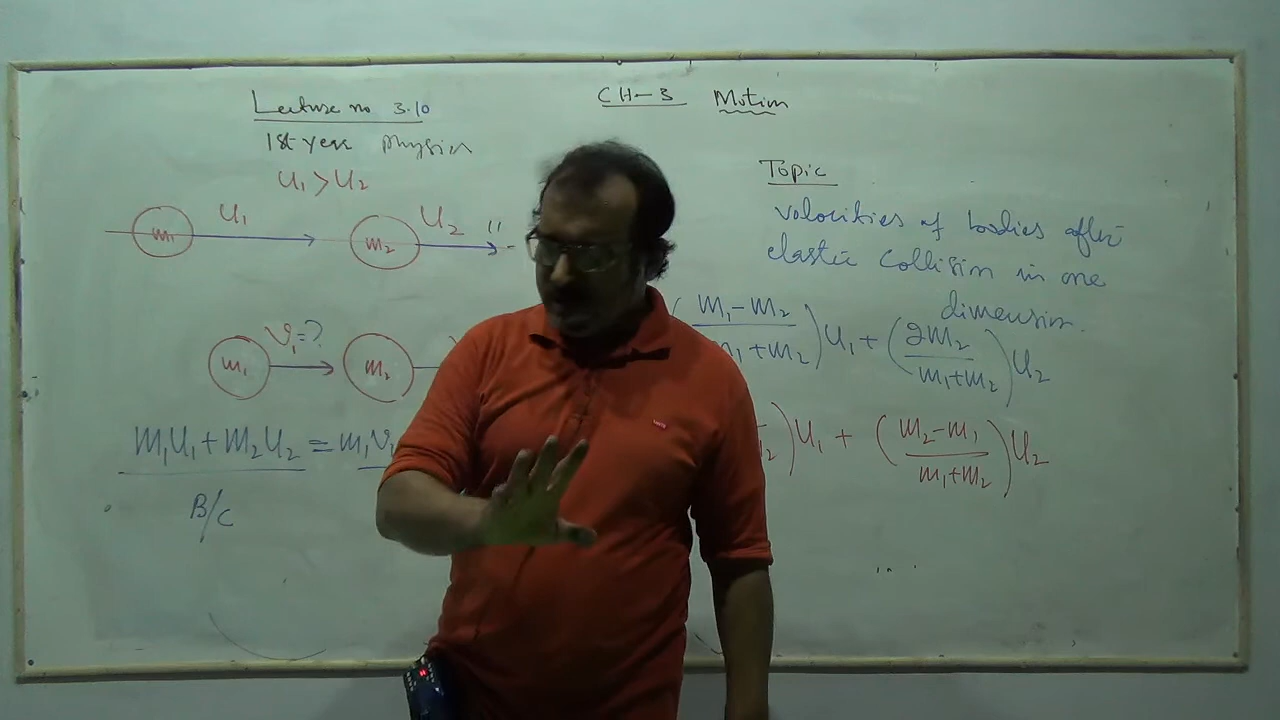 CH-3 Motion
Lecture no 3.10
1st year physics
U₁ > U₂
m₁ U₁ m₂ U₂
Topic
velocities of bodies after
elastic collision in one
dimension.
m₁ V₁=? m₂
(m₁-m₂/m₁+m₂)U₁ + (2m₂/m₁+m₂)U₂
m₁U₁+m₂U₂ = m₁V₁
)U₁ + (m₂-m₁/m₁+m₂)U₂
B/C